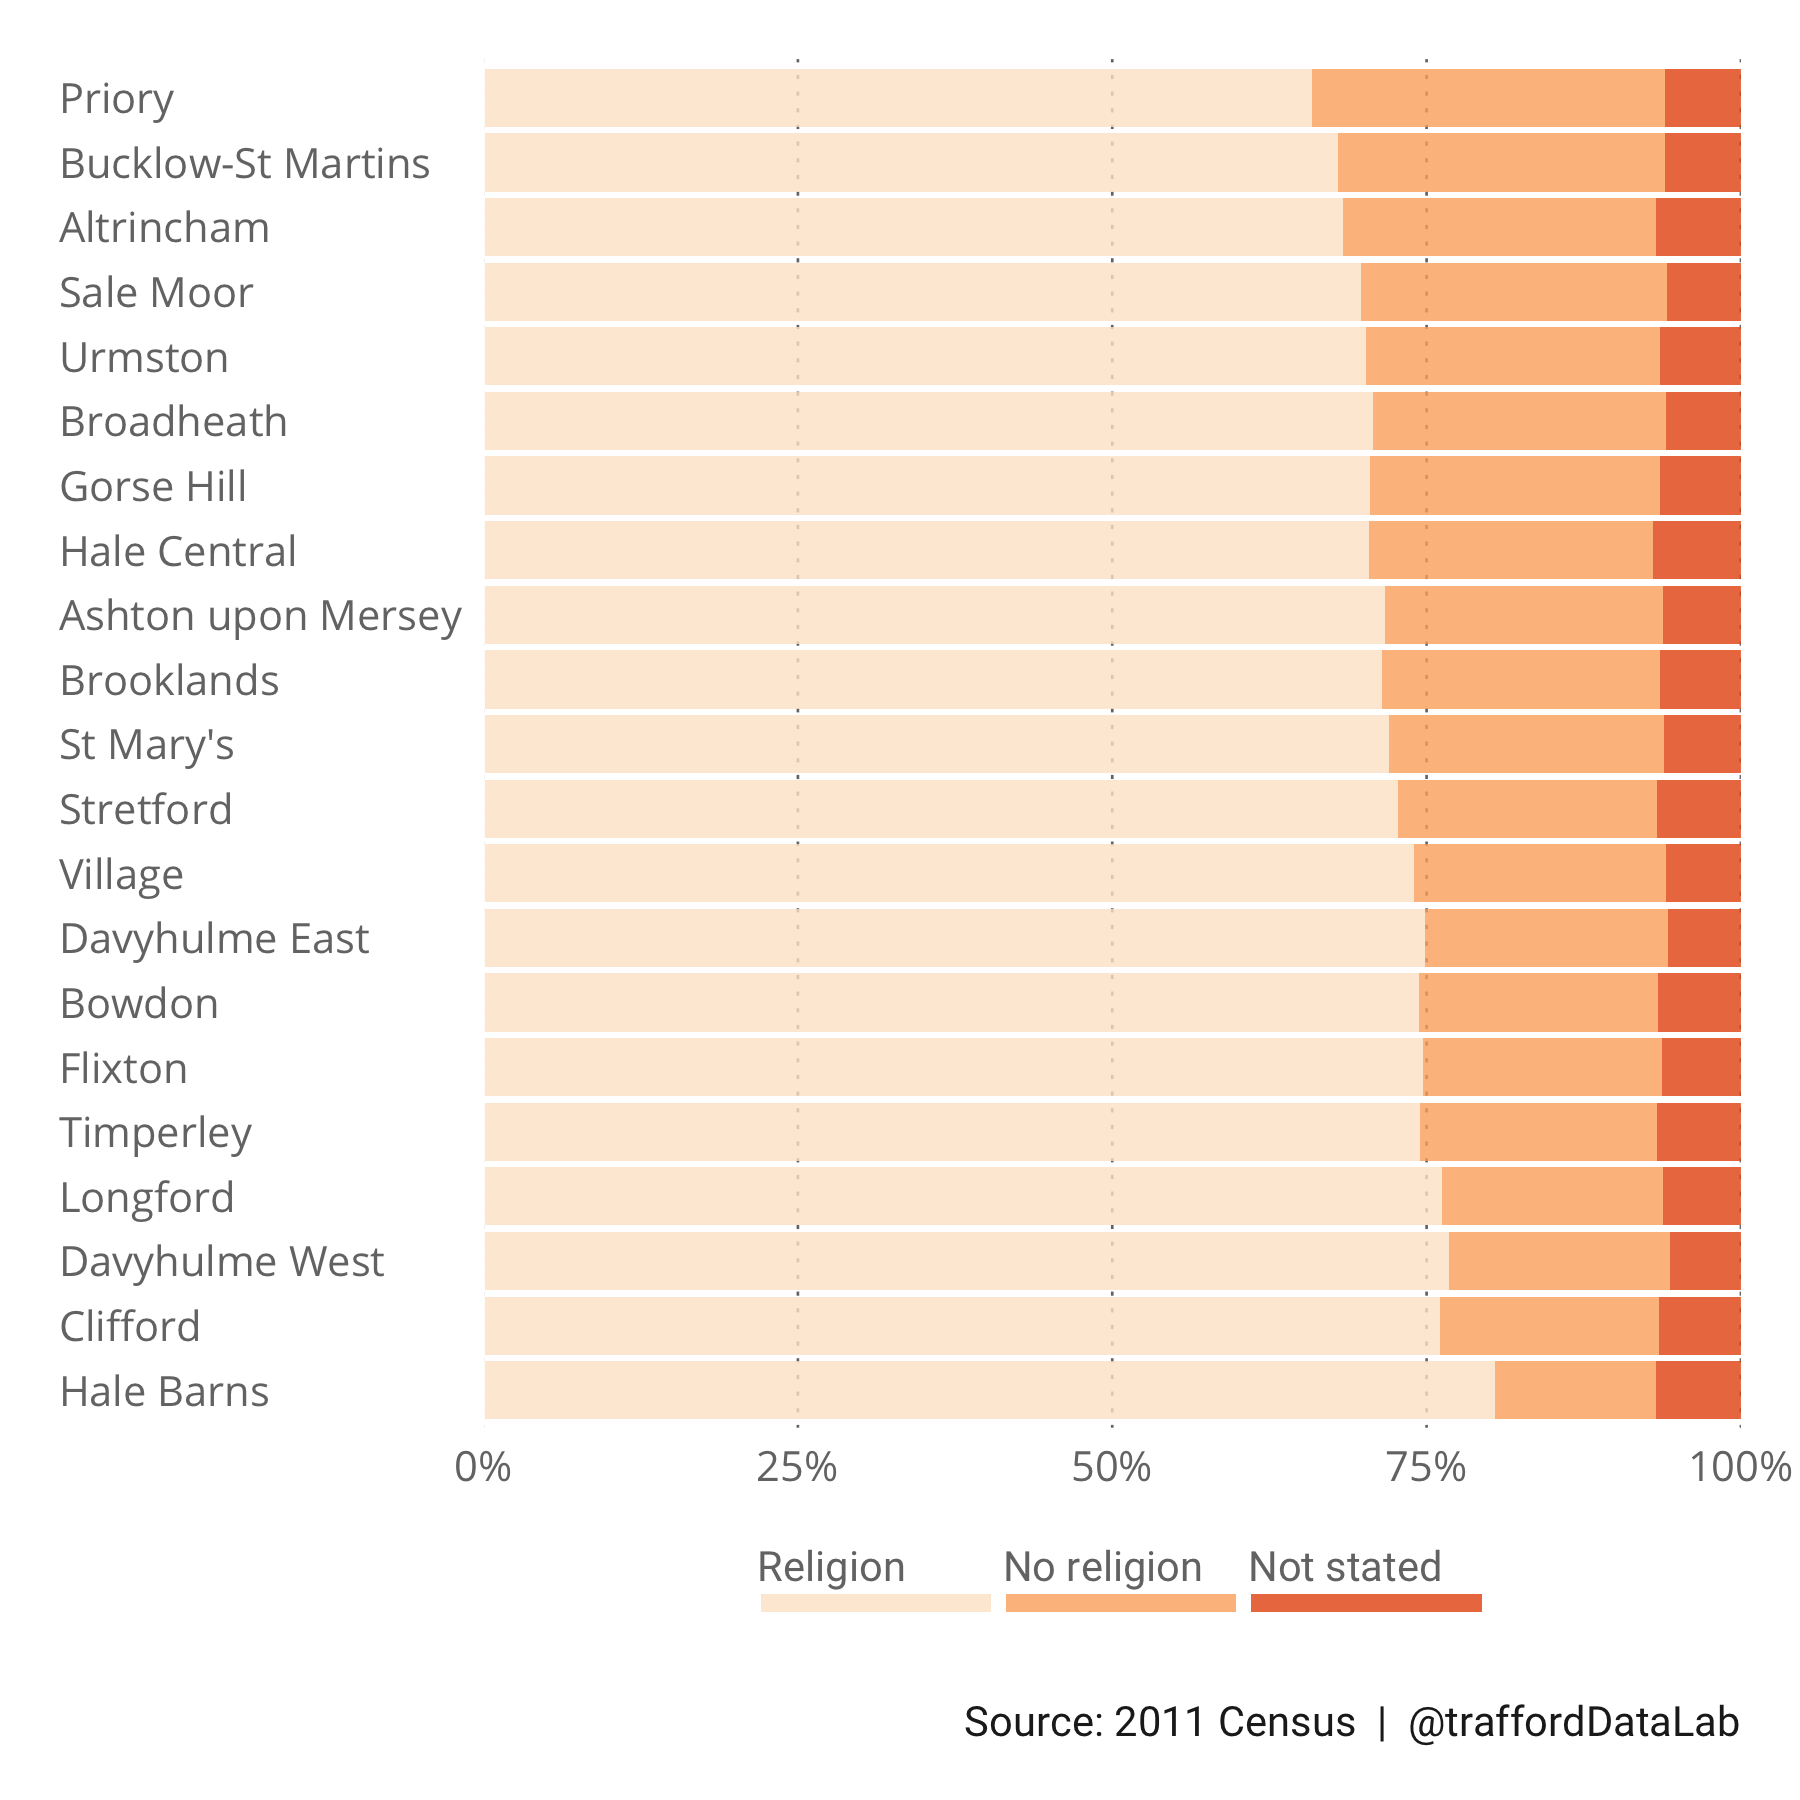 Priory
Bucklow-St Martins
Altrincham
Sale Moor
Urmston
Broadheath
Gorse Hill
Hale Central
Ashton upon Mersey
Brooklands
St Mary's
Stretford
Village
Davyhulme East
Bowdon
Flixton
Timperley
Longford
Davyhulme West
Clifford
Hale Barns
0% 25% 50% 75% 100%
Religion No religion Not stated
Source: 2011 Census | @traffordDataLab